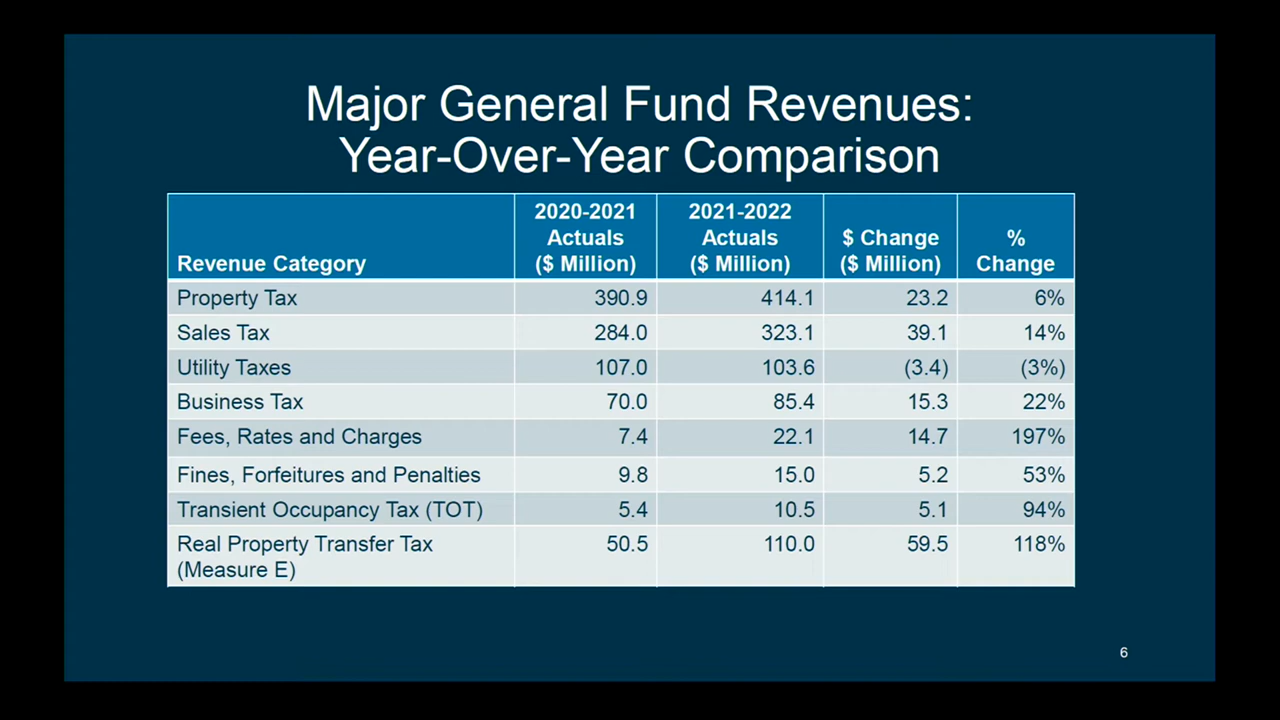 Major General Fund Revenues:
Year-Over-Year Comparison
Revenue Category 2020-2021 Actuals ($ Million) 2021-2022 Actuals ($ Million) $ Change ($ Million) % Change
Property Tax 390.9 414.1 23.2 6%
Sales Tax 284.0 323.1 39.1 14%
Utility Taxes 107.0 103.6 (3.4) (3%)
Business Tax 70.0 85.4 15.3 22%
Fees, Rates and Charges 7.4 22.1 14.7 197%
Fines, Forfeitures and Penalties 9.8 15.0 5.2 53%
Transient Occupancy Tax (TOT) 5.4 10.5 5.1 94%
Real Property Transfer Tax 50.5 110.0 59.5 118%
(Measure E)
6